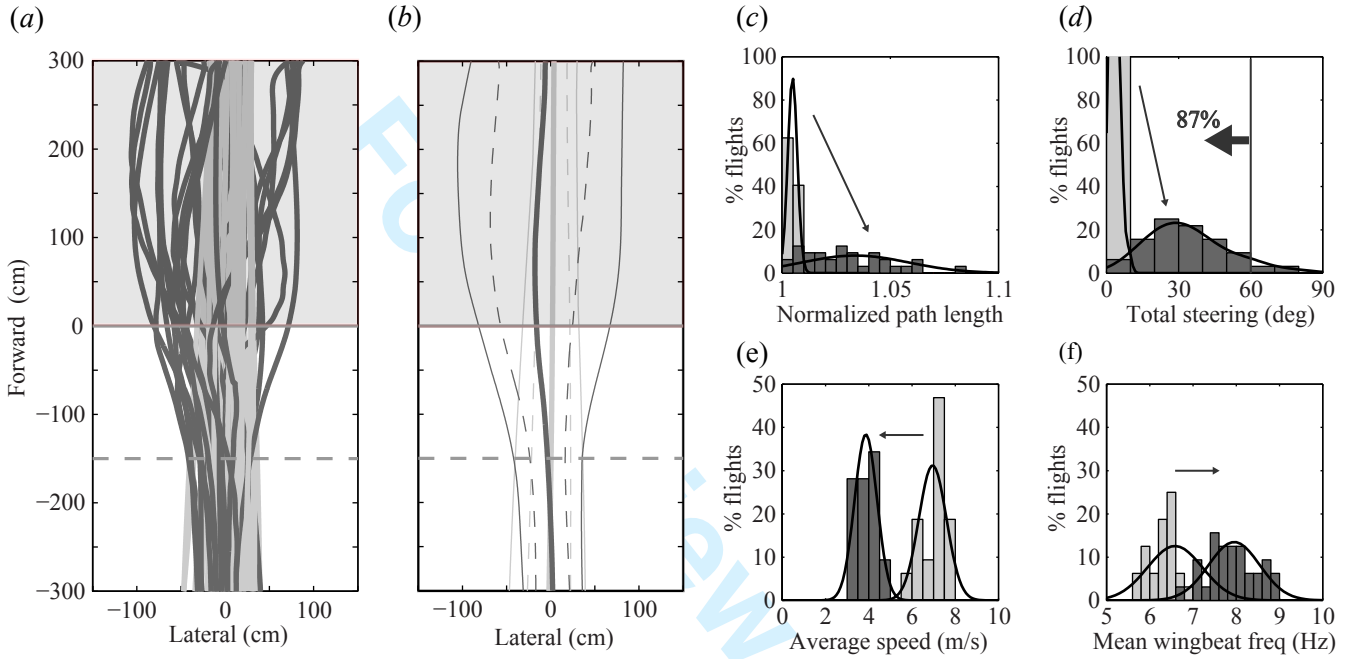 (a)
(b)
(c)
(d)
300
200
100
0
−100
−200
−300
Forward (cm)
−100 0 100
Lateral (cm)
−100 0 100
Lateral (cm)
100
80
60
40
20
0
% flights
1 1.05 1.1
Normalized path length
100
80
60
40
20
0
% flights
87%
0 30 60 90
Total steering (deg)
(e)
(f)
50
40
30
20
10
0
% flights
0 2 4 6 8 10
Average speed (m/s)
50
40
30
20
10
0
% flights
5 6 7 8 9 10
Mean wingbeat freq (Hz)